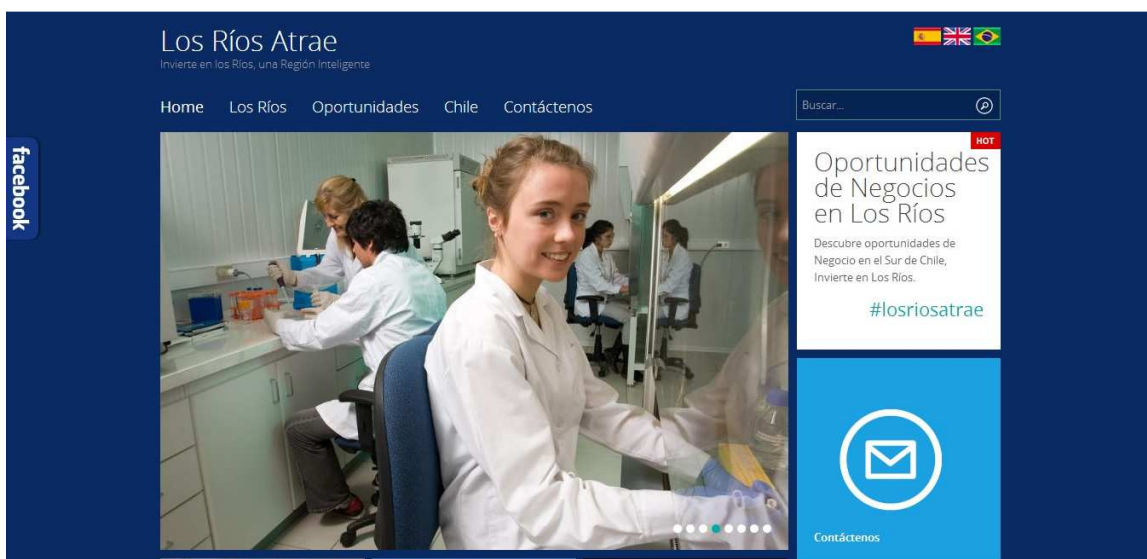 Los Ríos Atrae
Invierte en los Ríos, una Región Inteligente
Home Los Ríos Oportunidades Chile Contáctenos
Buscar...
facebook
HOT
Oportunidades
de Negocios
en Los Ríos
Descubre oportunidades de
Negocio en el Sur de Chile,
Invierte en Los Ríos.
#losriosatrae
Contáctenos